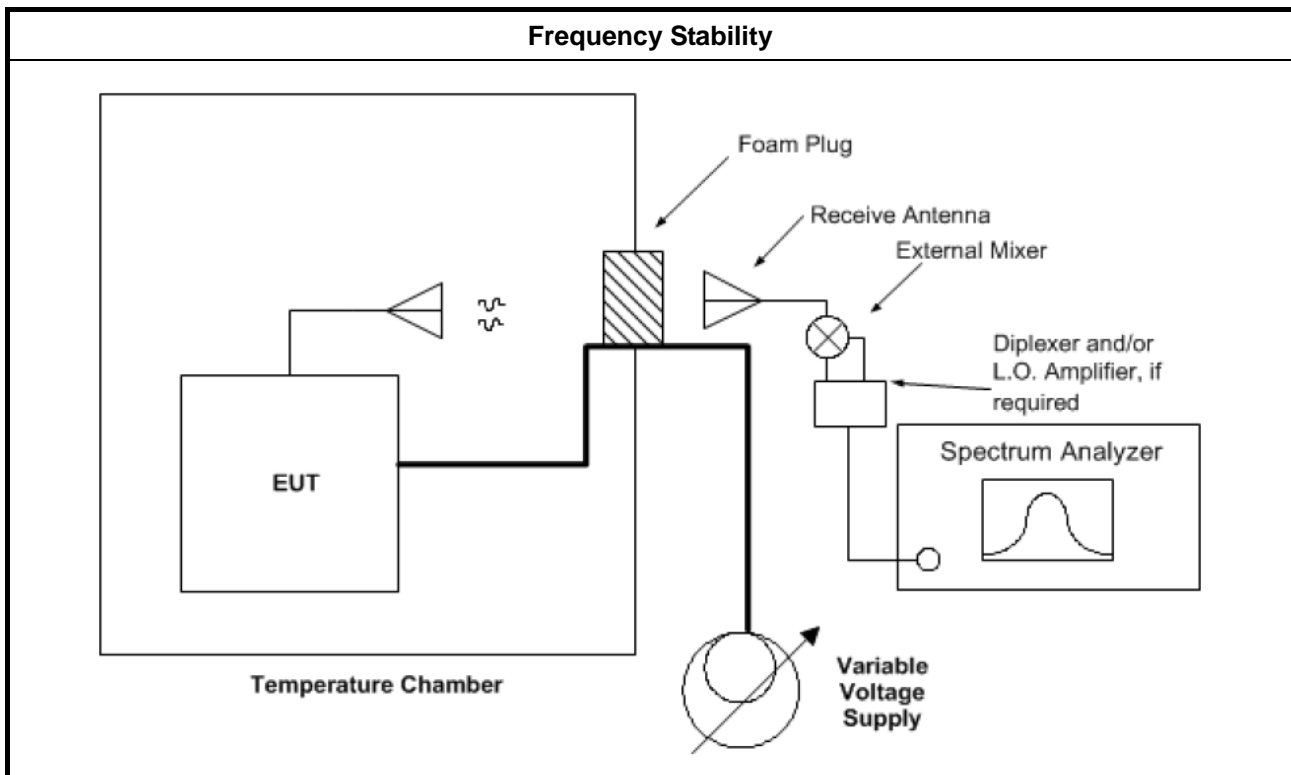 Frequency Stability
Foam Plug
Receive Antenna
External Mixer
Diplexer and/or
L.O. Amplifier, if
required
Spectrum Analyzer
EUT
Temperature Chamber
Variable
Voltage
Supply